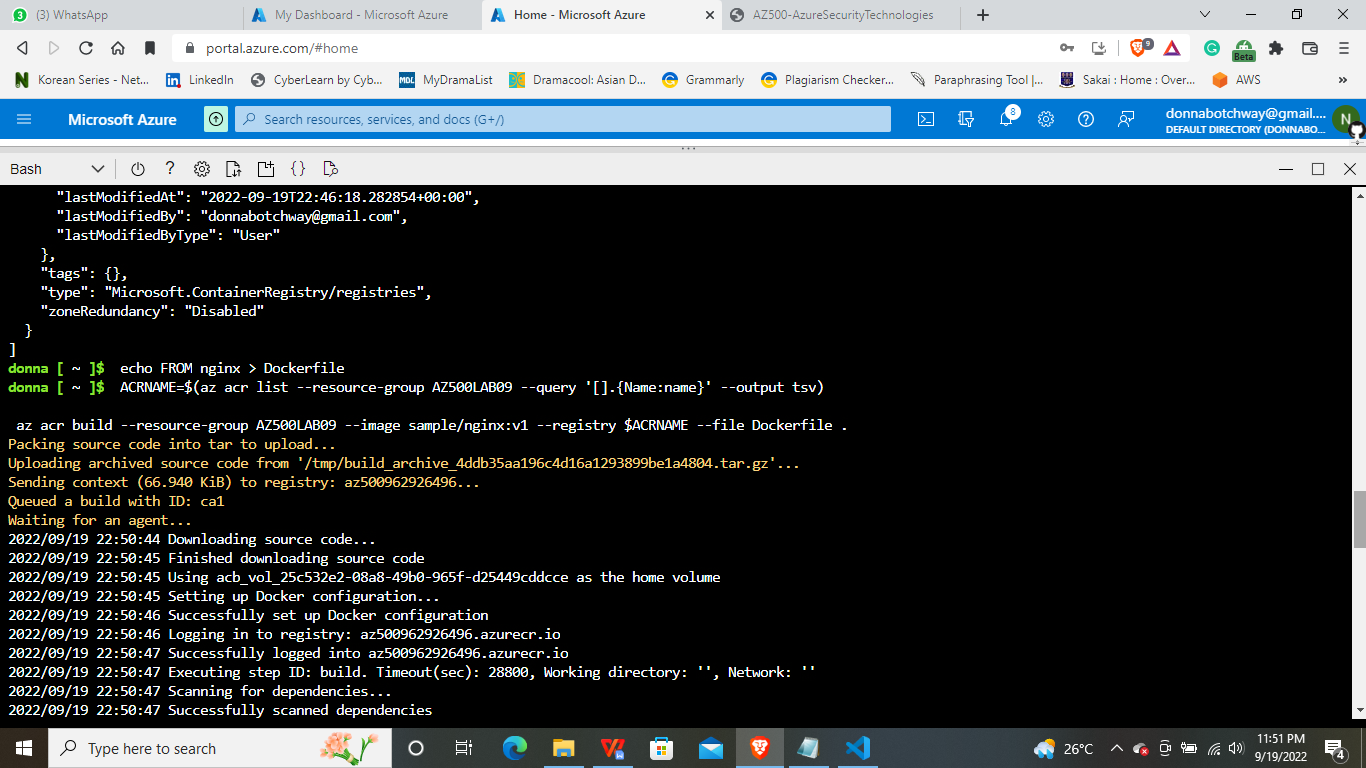 (3) WhatsApp
My Dashboard - Microsoft Azure
Home - Microsoft Azure
AZ500-AzureSecurityTechnologies
portal.azure.com/#home
9
Beta
Korean Series - Net...
LinkedIn
CyberLearn by Cyb...
MDL MyDramaList
Dramacool: Asian D...
Grammarly
Plagiarism Checker...
Paraphrasing Tool |...
Sakai : Home : Over...
AWS
Microsoft Azure
Search resources, services, and docs (G+/)
8
donnabotchway@gmail....
DEFAULT DIRECTORY (DONNABO...
N
Bash
"lastModifiedAt": "2022-09-19T22:46:18.282854+00:00",
"lastModifiedBy": "donnabotchway@gmail.com",
"lastModifiedByType": "User"
},
"tags": {},
"type": "Microsoft.ContainerRegistry/registries",
"zoneRedundancy": "Disabled"
}
]
donna [ ~ ]$ echo FROM nginx > Dockerfile
donna [ ~ ]$ ACRNAME=$(az acr list --resource-group AZ500LAB09 --query '[].{Name:name}' --output tsv)
az acr build --resource-group AZ500LAB09 --image sample/nginx:v1 --registry $ACRNAME --file Dockerfile .
Packing source code into tar to upload...
Uploading archived source code from '/tmp/build_archive_4ddb35aa196c4d16a1293899be1a4804.tar.gz'...
Sending context (66.940 KiB) to registry: az500962926496...
Queued a build with ID: ca1
Waiting for an agent...
2022/09/19 22:50:44 Downloading source code...
2022/09/19 22:50:45 Finished downloading source code
2022/09/19 22:50:45 Using acb_vol_25c532e2-08a8-49b0-965f-d25449cddcce as the home volume
2022/09/19 22:50:45 Setting up Docker configuration...
2022/09/19 22:50:46 Successfully set up Docker configuration
2022/09/19 22:50:46 Logging in to registry: az500962926496.azurecr.io
2022/09/19 22:50:47 Successfully logged into az500962926496.azurecr.io
2022/09/19 22:50:47 Executing step ID: build. Timeout(sec): 28800, Working directory: '', Network: ''
2022/09/19 22:50:47 Scanning for dependencies...
2022/09/19 22:50:47 Successfully scanned dependencies
Type here to search
26°C
11:51 PM
9/19/2022
4